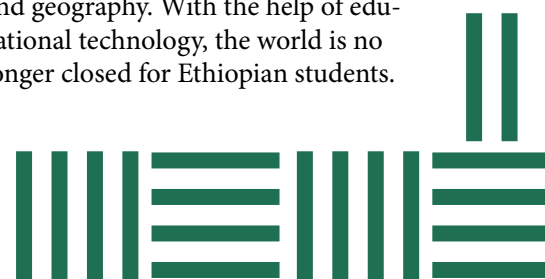 nd geography. With the help of edu-
ational technology, the world is no
onger closed for Ethiopian students.